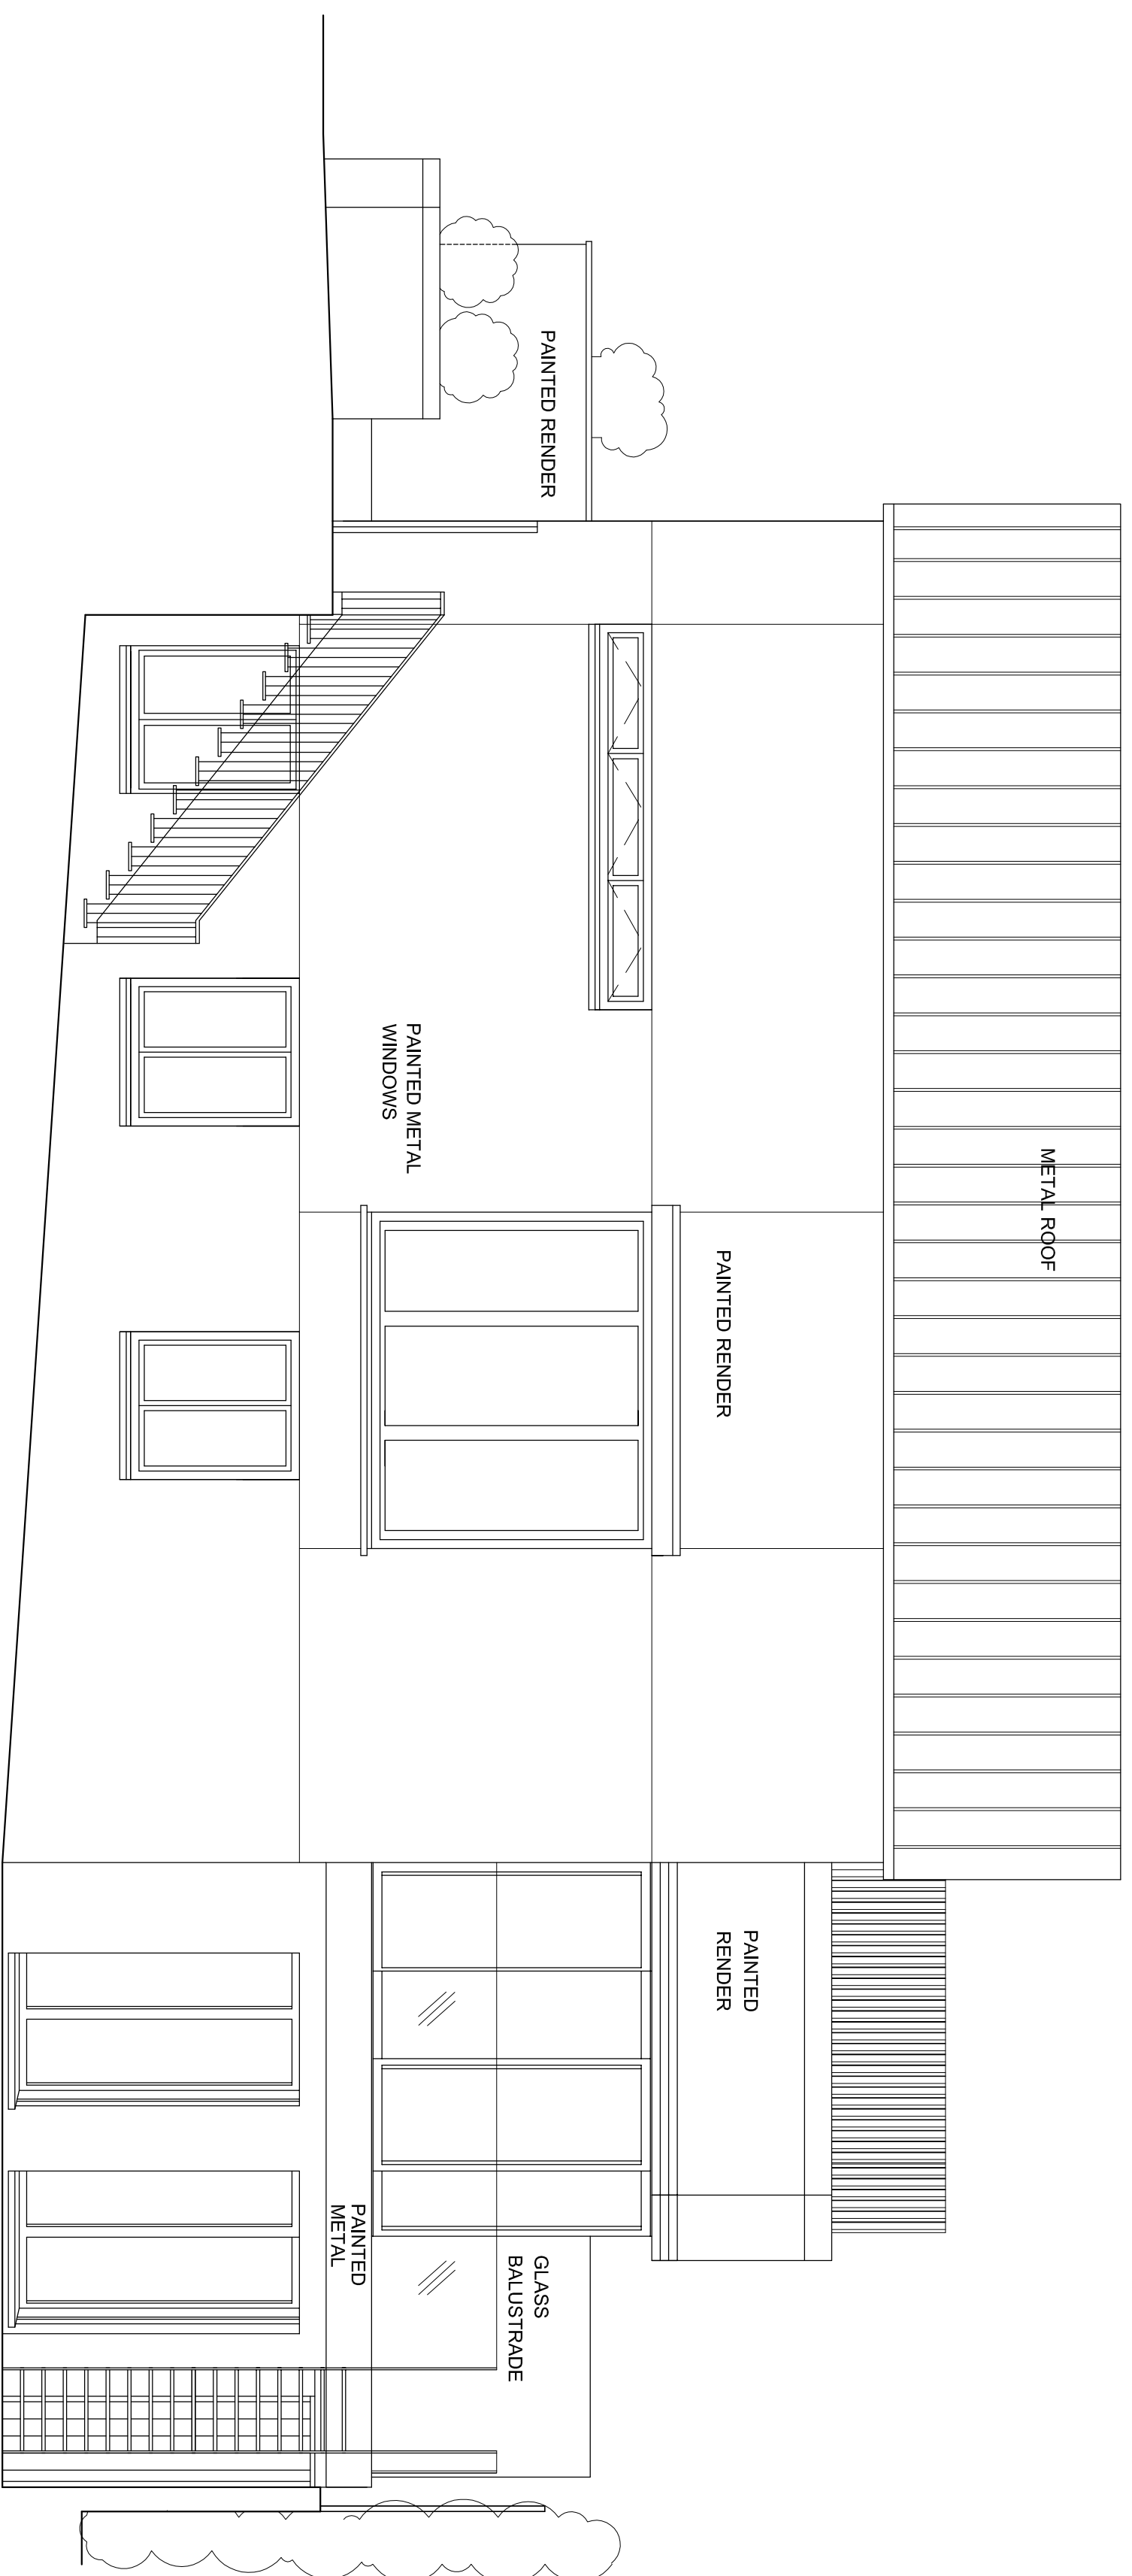 METAL ROOF
PAINTED RENDER
PAINTED
RENDER
PAINTED RENDER
PAINTED METAL
WINDOWS
GLASS
BALUSTRADE
PAINTED
METAL